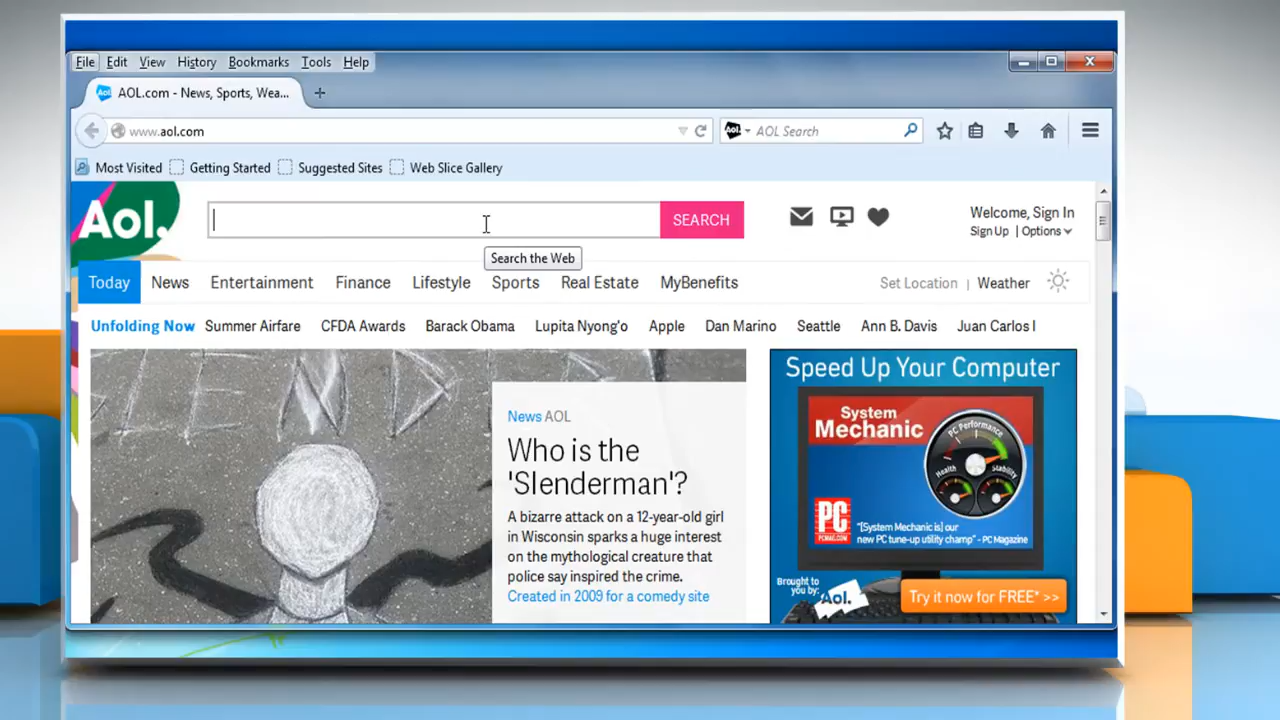 File Edit View History Bookmarks Tools Help
Aol. AOL.com - News, Sports, Wea... +
www.aol.com Aol. AOL Search
Most Visited Getting Started Suggested Sites Web Slice Gallery
Aol. SEARCH Welcome, Sign In
Sign Up | Options
Search the Web
Today News Entertainment Finance Lifestyle Sports Real Estate MyBenefits Set Location | Weather
Unfolding Now Summer Airfare CFDA Awards Barack Obama Lupita Nyong'o Apple Dan Marino Seattle Ann B. Davis Juan Carlos I
LENDE
News AOL
Who is the
'Slenderman'?
A bizarre attack on a 12-year-old girl
in Wisconsin sparks a huge interest
on the mythological creature that
police say inspired the crime.
Created in 2009 for a comedy site
Speed Up Your Computer
System
Mechanic
PC Performance
Health Stability
PC
PCMAG.COM
"[System Mechanic is] our
new PC tune-up utility champ" - PC Magazine
Brought to
you by: Aol.
Try it now for FREE* >>